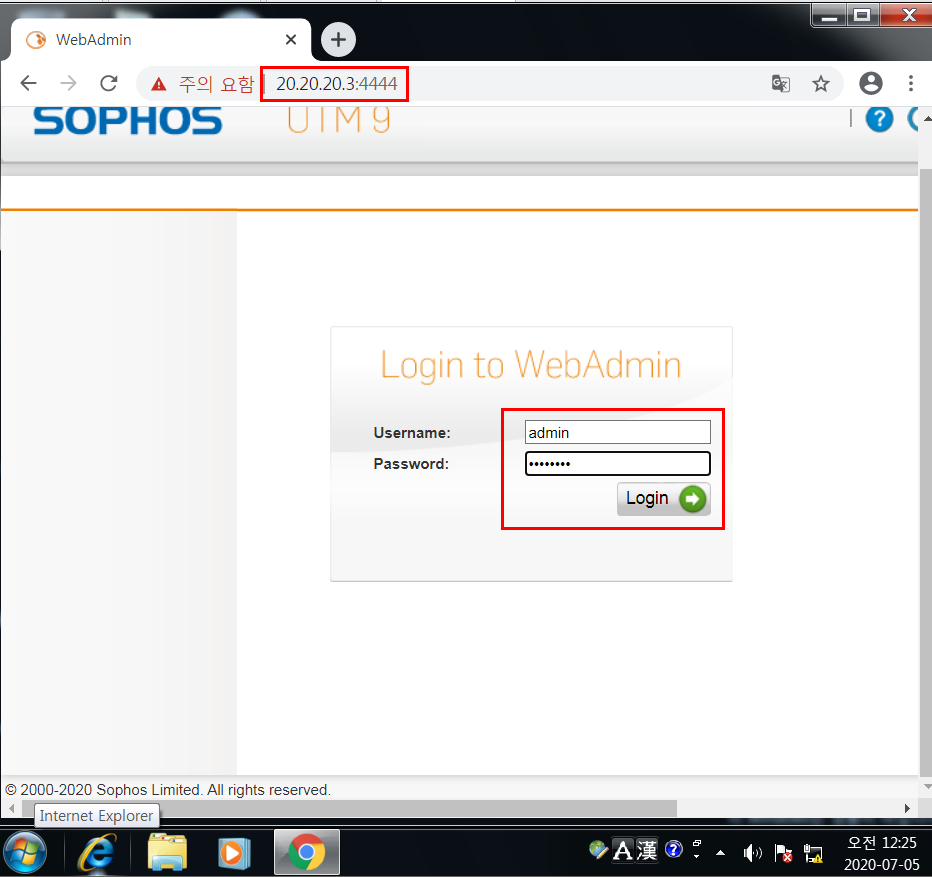 WebAdmin
주의 요함 20.20.20.3:4444
SOPHOS UTM 9
Login to WebAdmin
Username: admin
Password: ••••••••
Login
© 2000-2020 Sophos Limited. All rights reserved.
Internet Explorer
A 漢
오전 12:25
2020-07-05